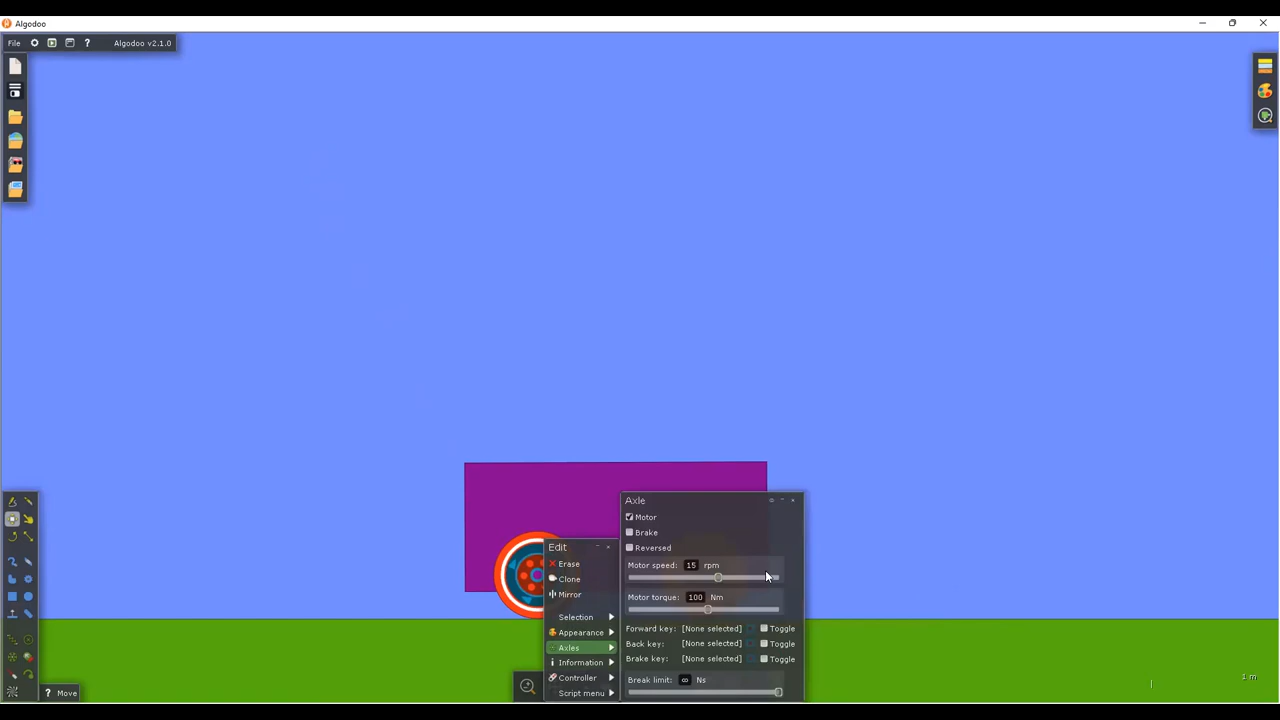 Algodoo
File ? Algodoo v2.1.0
Axle
Motor
Brake
Reversed
Motor speed: 15 rpm
Motor torque: 100 Nm
Forward key: [None selected] Toggle
Back key: [None selected] Toggle
Brake key: [None selected] Toggle
Break limit: ∞ Ns
Edit
Erase
Clone
Mirror
Selection
Appearance
Axles
Information
Controller
Script menu
? Move
1 m